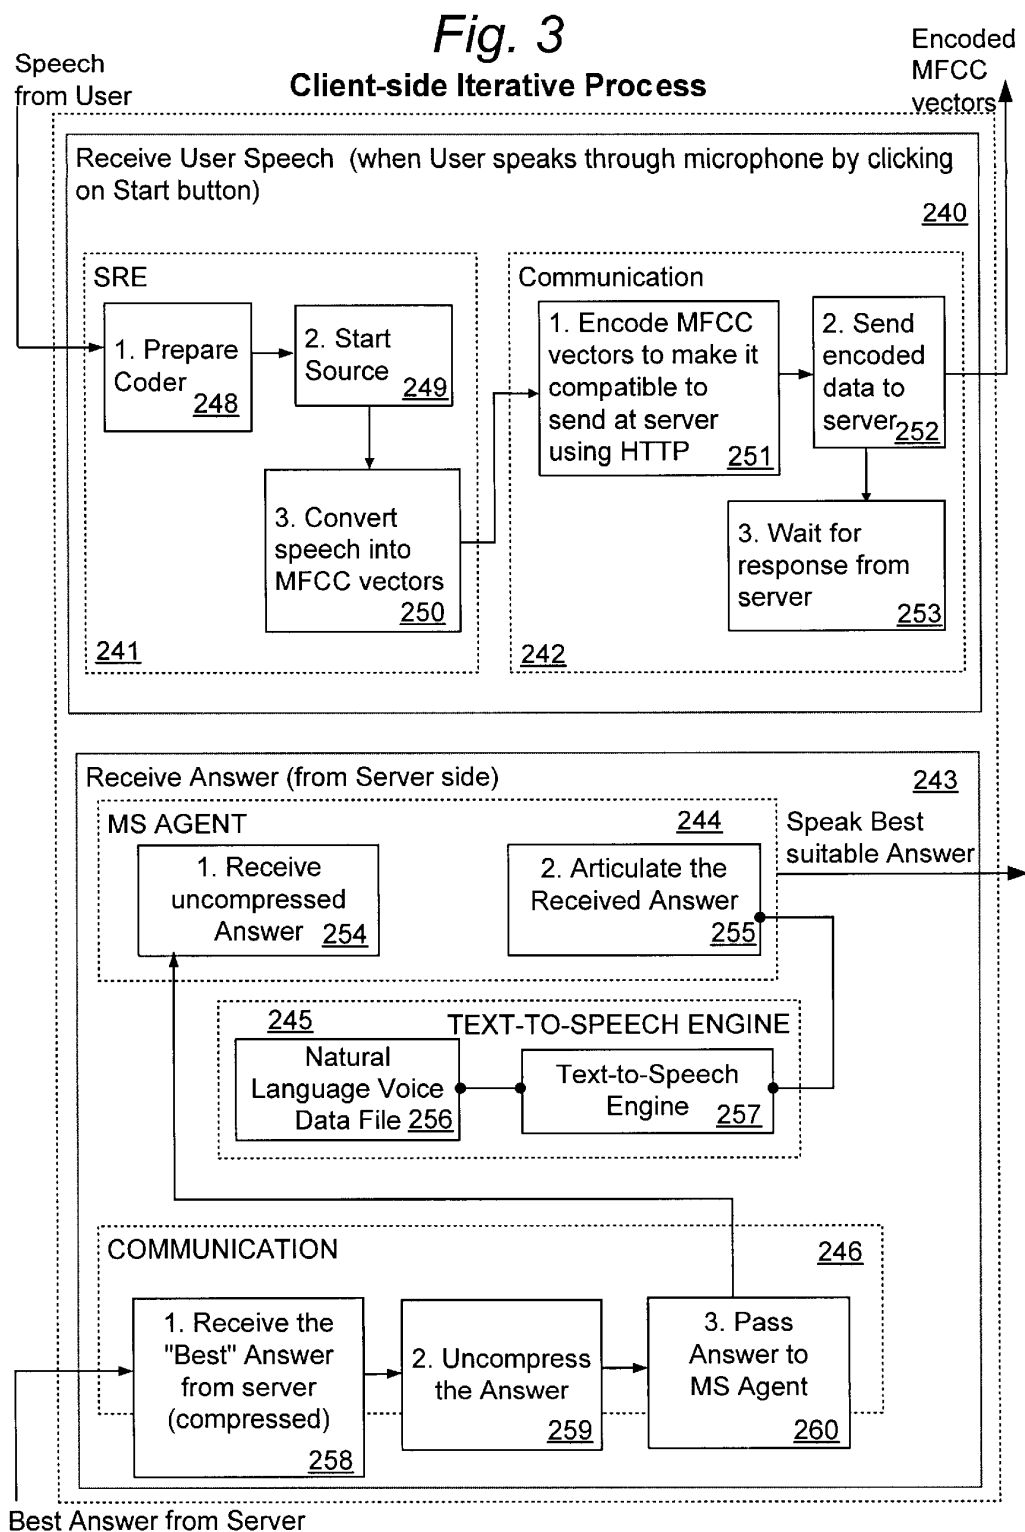 Fig. 3
Client-side Iterative Process
Speech
from User
Encoded
MFCC
vectors
Receive User Speech (when User speaks through microphone by clicking
on Start button)
240
SRE
1. Prepare
Coder
248
2. Start
Source
249
3. Convert
speech into
MFCC vectors
250
241
Communication
1. Encode MFCC
vectors to make it
compatible to
send at server
using HTTP
251
2. Send
encoded
data to
server
252
3. Wait for
response from
server
253
242
Receive Answer (from Server side)
243
MS AGENT
244
1. Receive
uncompressed
Answer
254
2. Articulate the
Received Answer
255
Speak Best
suitable Answer
245
TEXT-TO-SPEECH ENGINE
Natural
Language Voice
Data File 256
Text-to-Speech
Engine
257
COMMUNICATION
246
1. Receive the
"Best" Answer
from server
(compressed)
258
2. Uncompress
the Answer
259
3. Pass
Answer to
MS Agent
260
Best Answer from Server